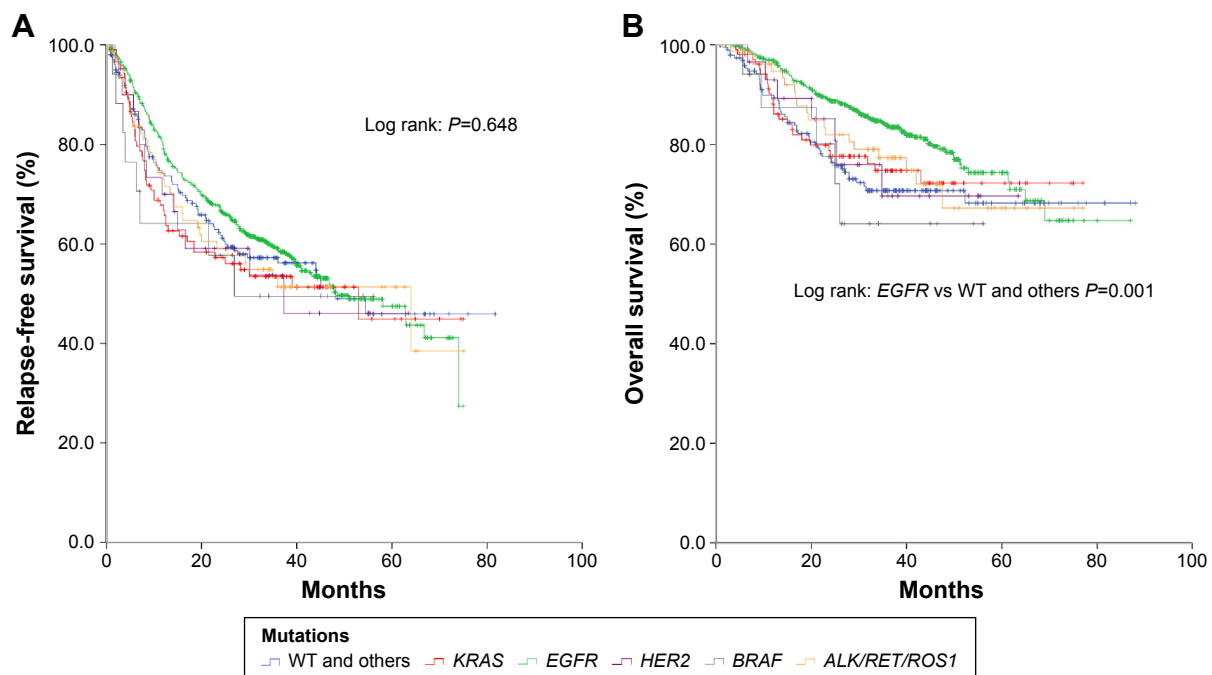 A
B
100.0
80.0
60.0
40.0
20.0
0.0
Relapse-free survival (%)
Log rank: P=0.648
0 20 40 60 80 100
Months
100.0
80.0
60.0
40.0
20.0
0.0
Overall survival (%)
Log rank: EGFR vs WT and others P=0.001
0 20 40 60 80 100
Months
Mutations
WT and others KRAS EGFR HER2 BRAF ALK/RET/ROS1